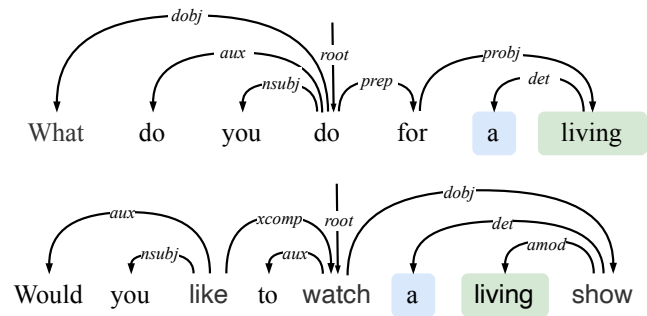 dobj
root
aux
probj
nsubj prep det
What do you do for a living
dobj
aux xcomp root det
nsubj aux amod
Would you like to watch a living show